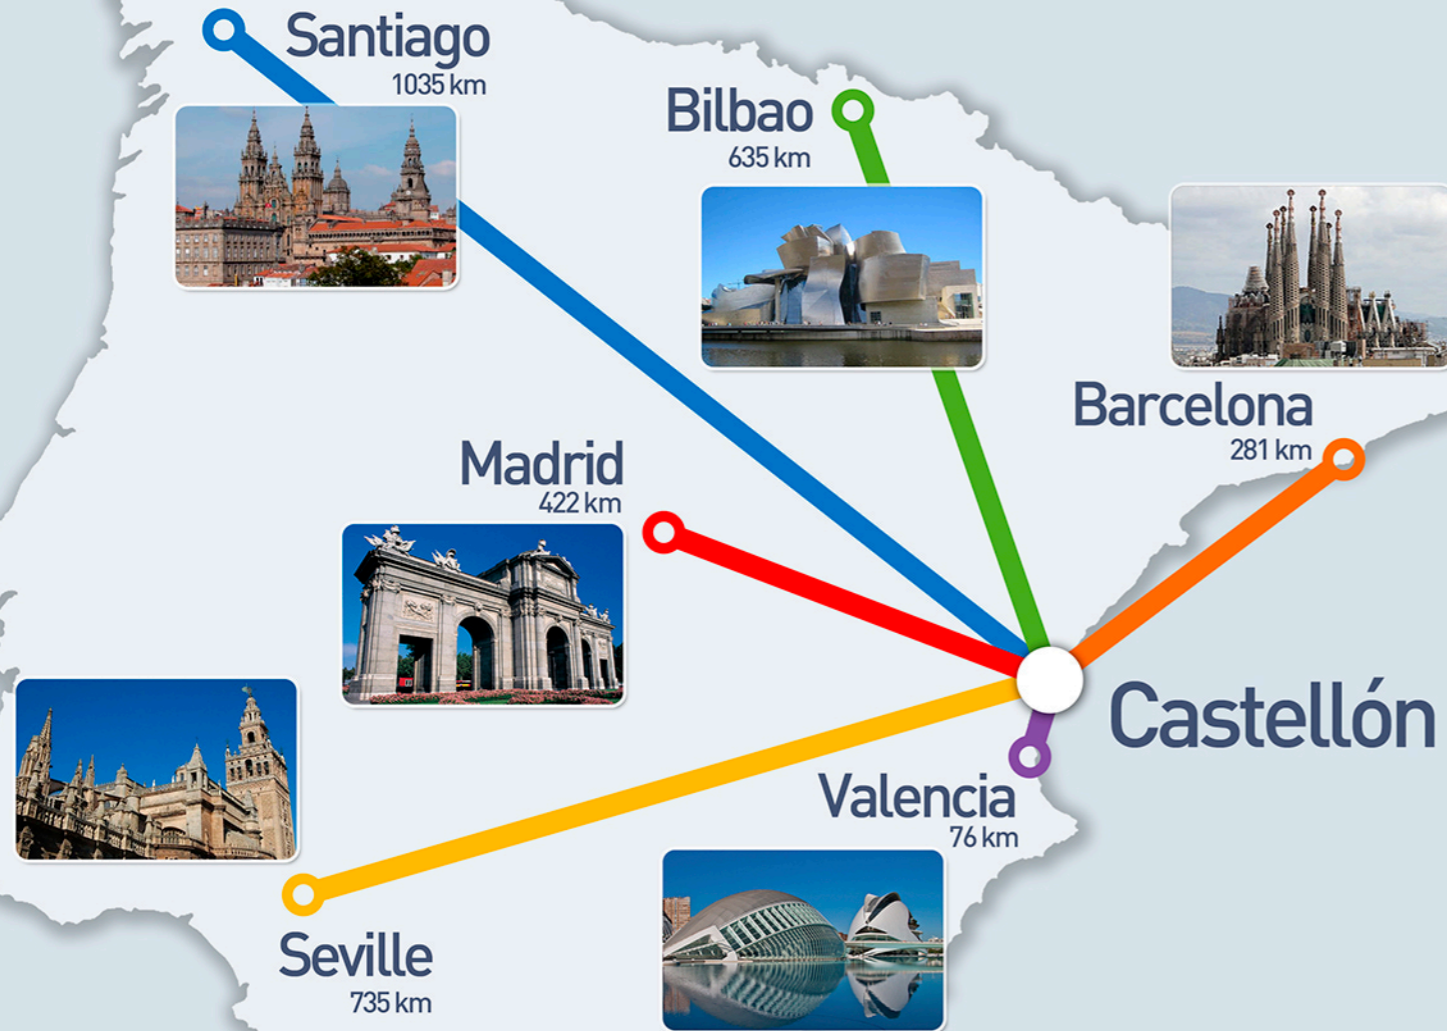 Santiago
1035 km
Bilbao
635 km
Barcelona
281 km
Madrid
422 km
Castellón
Valencia
76 km
Seville
735 km